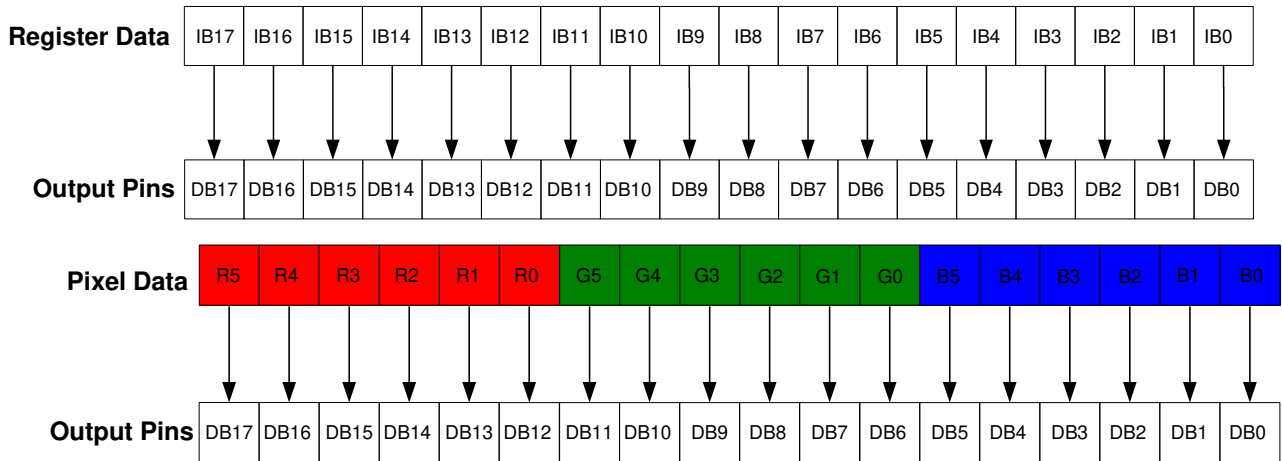 Register Data IB17 IB16 IB15 IB14 IB13 IB12 IB11 IB10 IB9 IB8 IB7 IB6 IB5 IB4 IB3 IB2 IB1 IB0
Output Pins DB17 DB16 DB15 DB14 DB13 DB12 DB11 DB10 DB9 DB8 DB7 DB6 DB5 DB4 DB3 DB2 DB1 DB0
Pixel Data R5 R4 R3 R2 R1 R0 G5 G4 G3 G2 G1 G0 B5 B4 B3 B2 B1 B0
Output Pins DB17 DB16 DB15 DB14 DB13 DB12 DB11 DB10 DB9 DB8 DB7 DB6 DB5 DB4 DB3 DB2 DB1 DB0